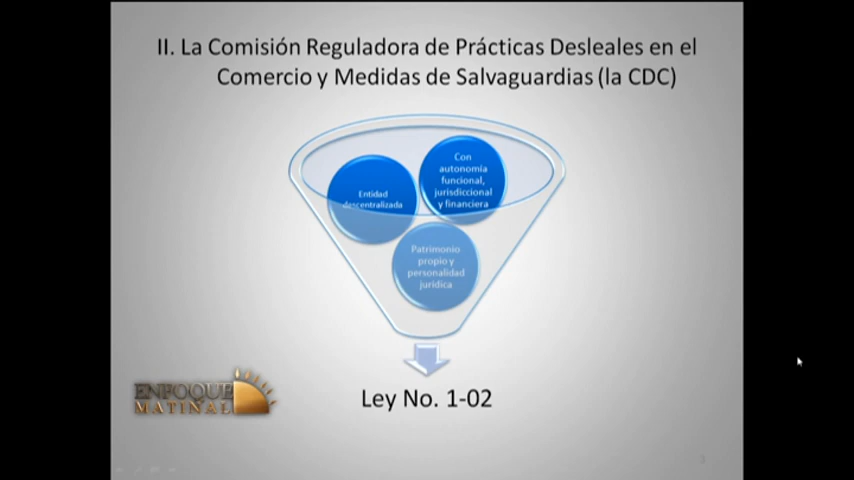 II. La Comisión Reguladora de Prácticas Desleales en el
Comercio y Medidas de Salvaguardias (la CDC)
Con
autonomía
funcional,
jurisdiccional
y financiera
Entidad
descentralizada
Patrimonio
propio y
personalidad
jurídica
Ley No. 1-02
ENFOQUE
MATINAL